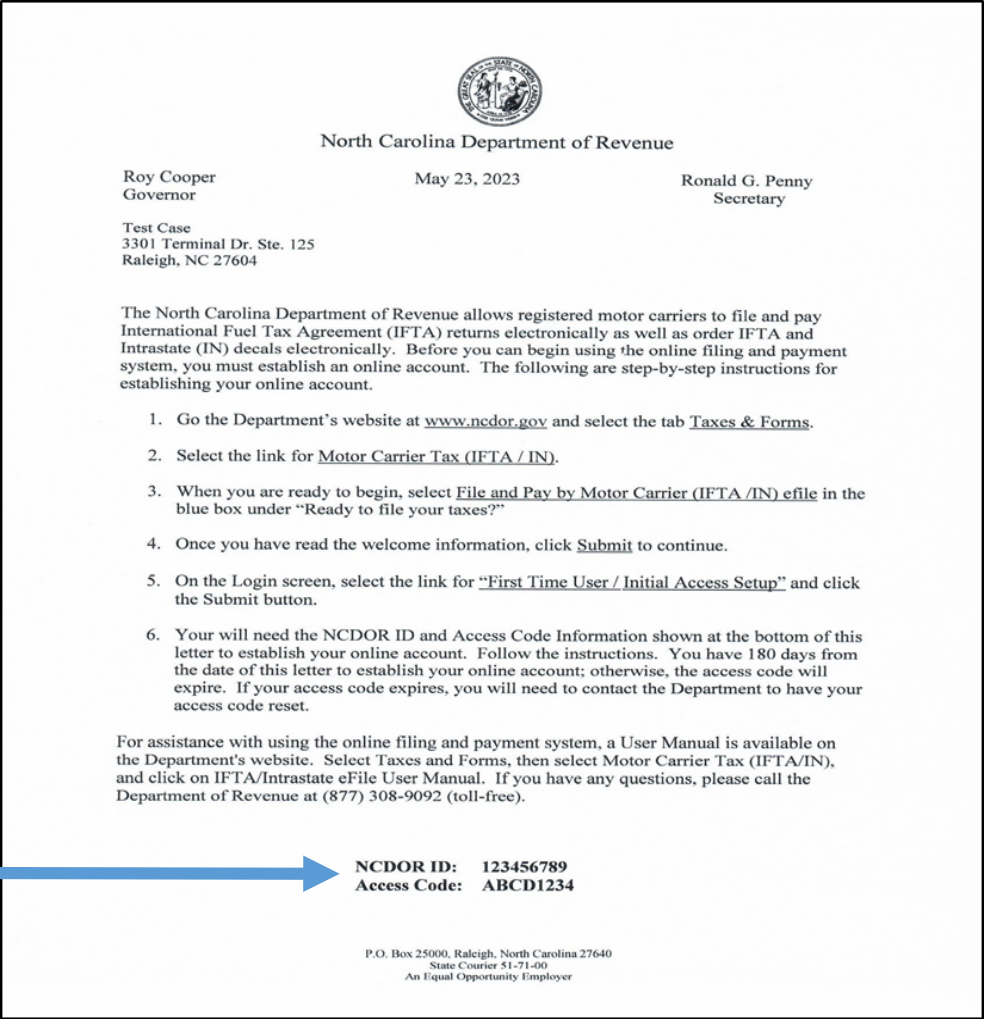 THE GREAT SEAL OF THE STATE OF NORTH CAROLINA
North Carolina Department of Revenue
Roy Cooper
Governor
May 23, 2023
Ronald G. Penny
Secretary
Test Case
3301 Terminal Dr. Ste. 125
Raleigh, NC 27604
The North Carolina Department of Revenue allows registered motor carriers to file and pay
International Fuel Tax Agreement (IFTA) returns electronically as well as order IFTA and
Intrastate (IN) decals electronically. Before you can begin using the online filing and payment
system, you must establish an online account. The following are step-by-step instructions for
establishing your online account.
1. Go the Department's website at www.ncdor.gov and select the tab Taxes & Forms.
2. Select the link for Motor Carrier Tax (IFTA / IN).
3. When you are ready to begin, select File and Pay by Motor Carrier (IFTA /IN) efile in the
blue box under “Ready to file your taxes?”
4. Once you have read the welcome information, click Submit to continue.
5. On the Login screen, select the link for “First Time User / Initial Access Setup” and click
the Submit button.
6. Your will need the NCDOR ID and Access Code Information shown at the bottom of this
letter to establish your online account. Follow the instructions. You have 180 days from
the date of this letter to establish your online account; otherwise, the access code will
expire. If your access code expires, you will need to contact the Department to have your
access code reset.
For assistance with using the online filing and payment system, a User Manual is available on
the Department's website. Select Taxes and Forms, then select Motor Carrier Tax (IFTA/IN),
and click on IFTA/Intrastate eFile User Manual. If you have any questions, please call the
Department of Revenue at (877) 308-9092 (toll-free).
NCDOR ID: 123456789
Access Code: ABCD1234
P.O. Box 25000, Raleigh, North Carolina 27640
State Courier 51-71-00
An Equal Opportunity Employer